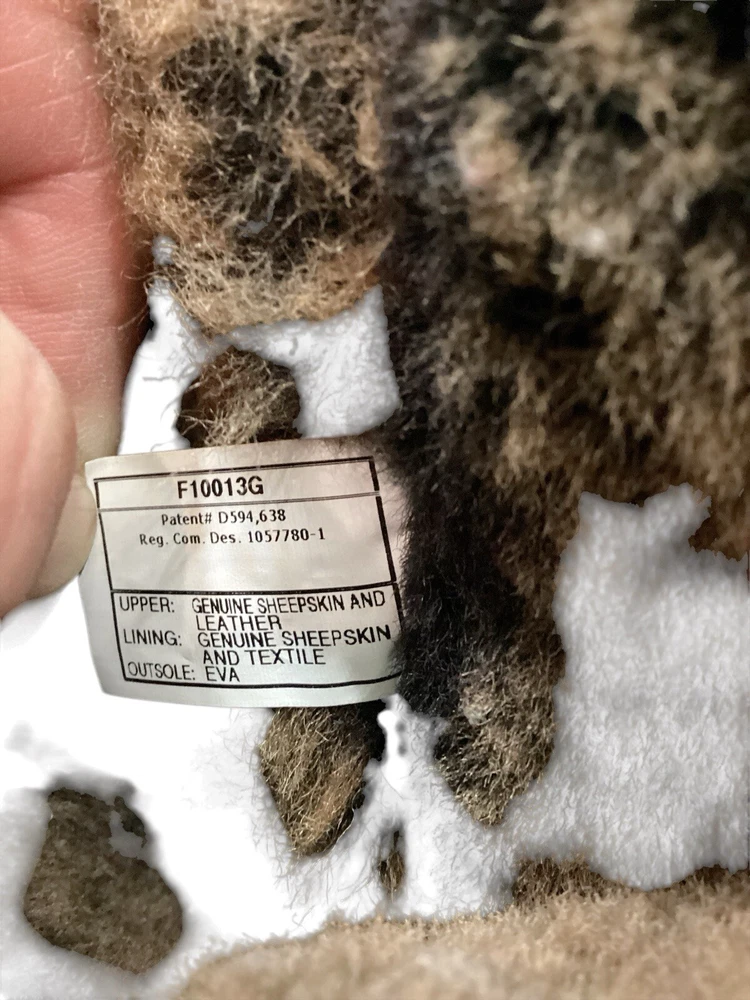 F10013G
Patent# D594,638
Reg. Com. Des. 1057780-1
UPPER: GENUINE SHEEPSKIN AND
LEATHER
LINING: GENUINE SHEEPSKIN
AND TEXTILE
OUTSOLE: EVA